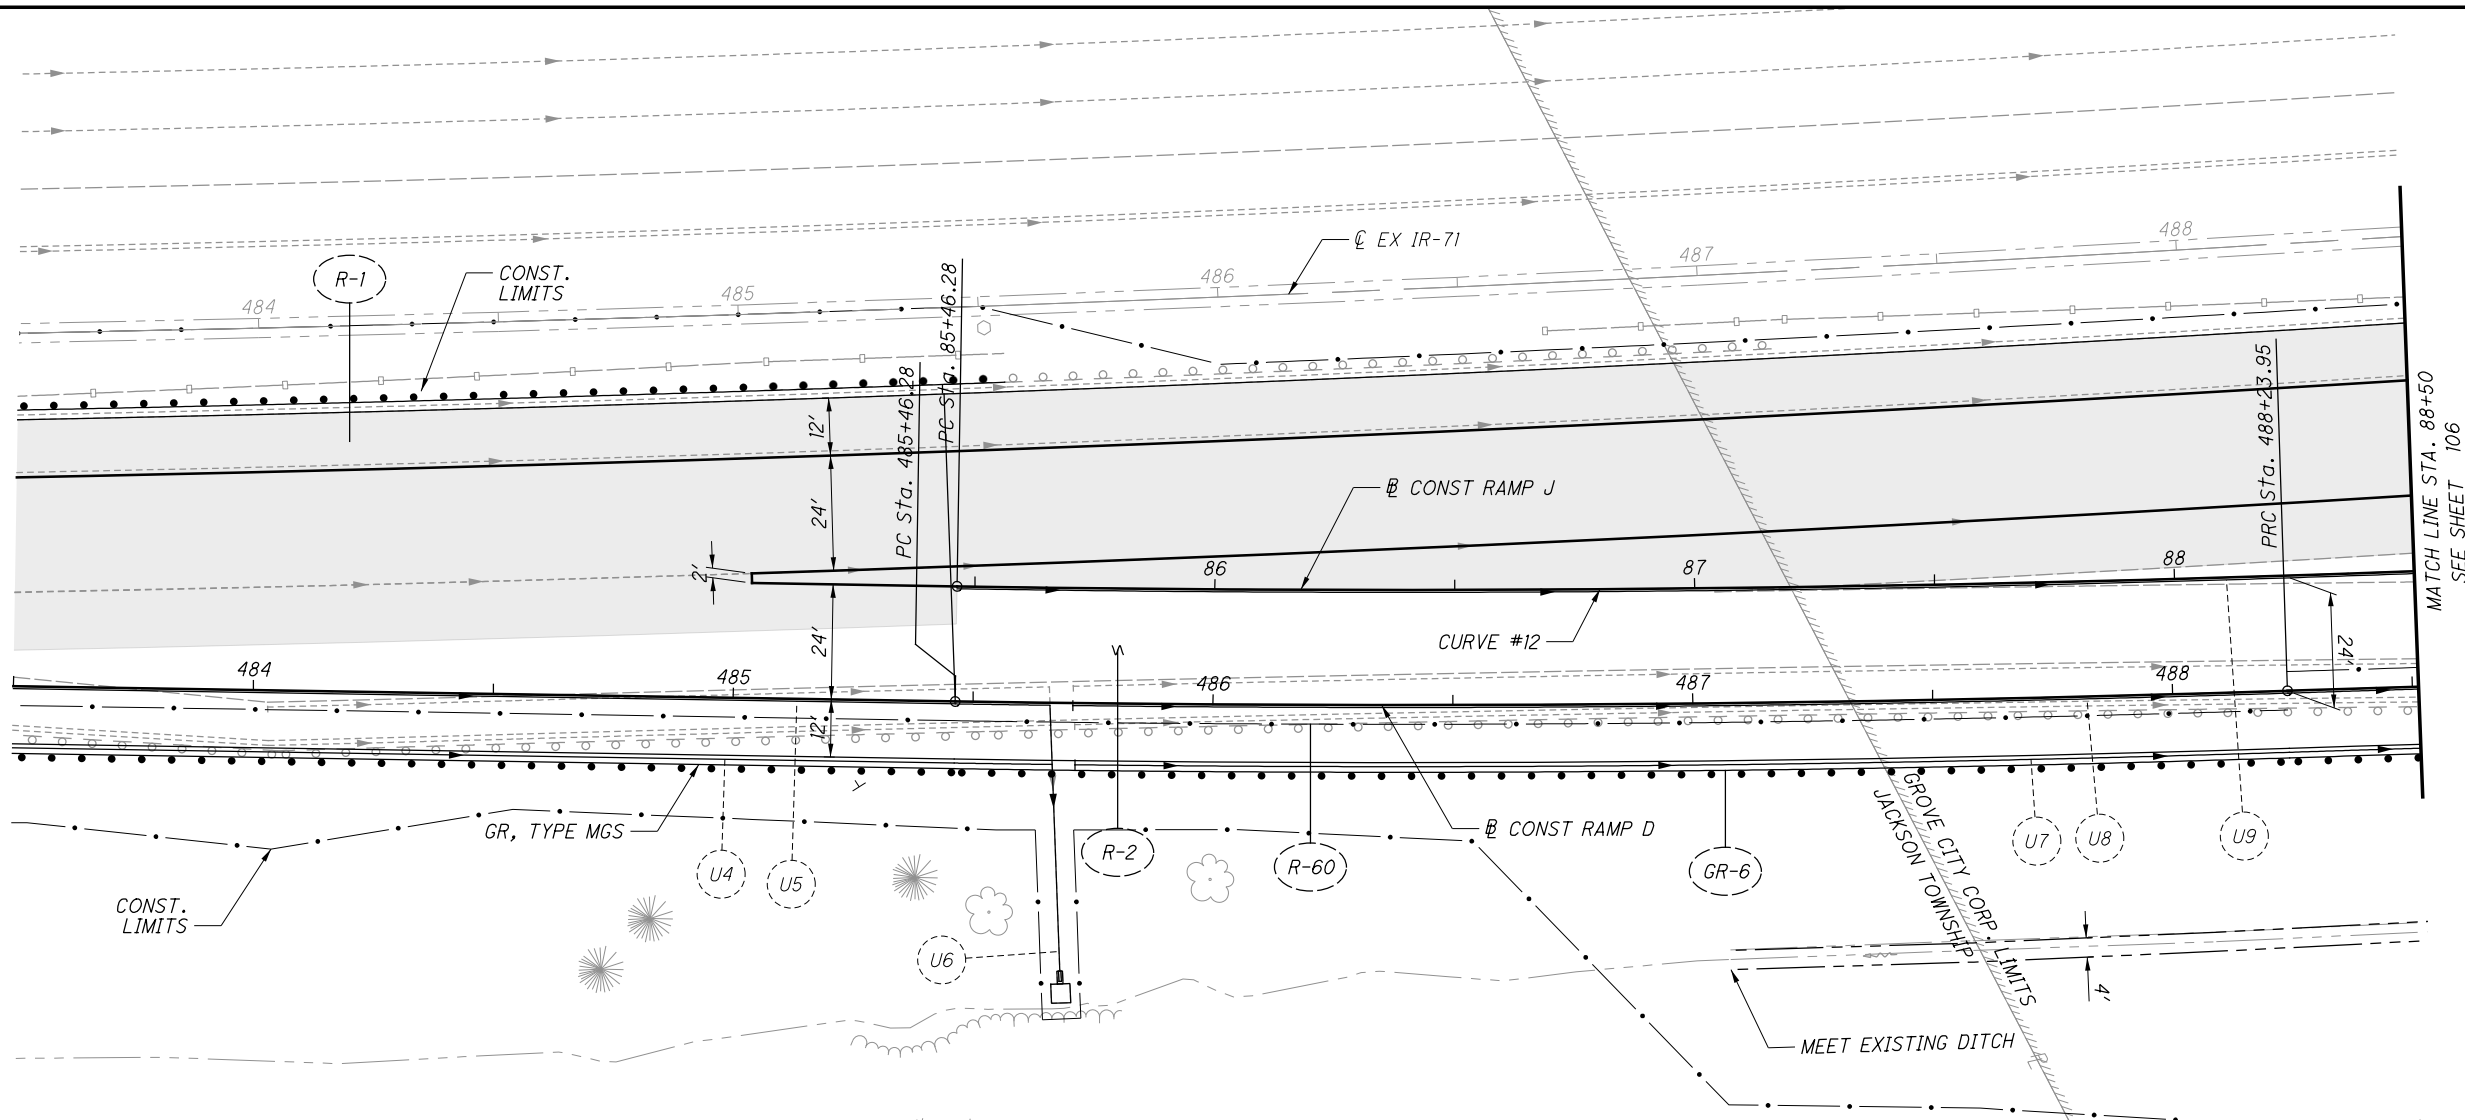 ℄ EX IR-71
488
487
486
485
484
R-1
CONST.
LIMITS
PC Sta. 85+46.28
PC Sta. 485+46.28
PRC Sta. 488+23.95
MATCH LINE STA. 88+50
SEE SHEET 106
12'
24'
2'
24'
12'
B̵L CONST RAMP J
86
87
88
CURVE #12
24'
484
485
486
487
488
GR, TYPE MGS
B̵L CONST RAMP D
U4
U5
R-2
R-60
GR-6
U7
U8
U9
CONST.
LIMITS
U6
GROVE CITY CORP. LIMITS
JACKSON TOWNSHIP
4'
MEET EXISTING DITCH